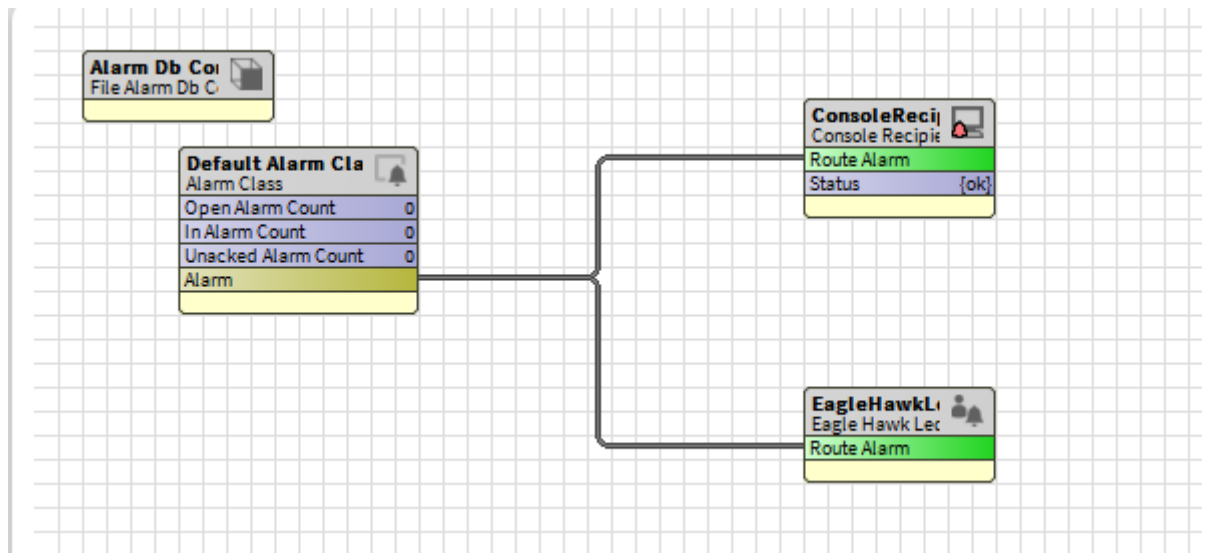 Alarm Db Co
File Alarm Db C
Default Alarm Cla
Alarm Class
Open Alarm Count 0
In Alarm Count 0
Unacked Alarm Count 0
Alarm
ConsoleReci
Console Recipie
Route Alarm
Status {ok}
EagleHawkL
Eagle Hawk Lec
Route Alarm